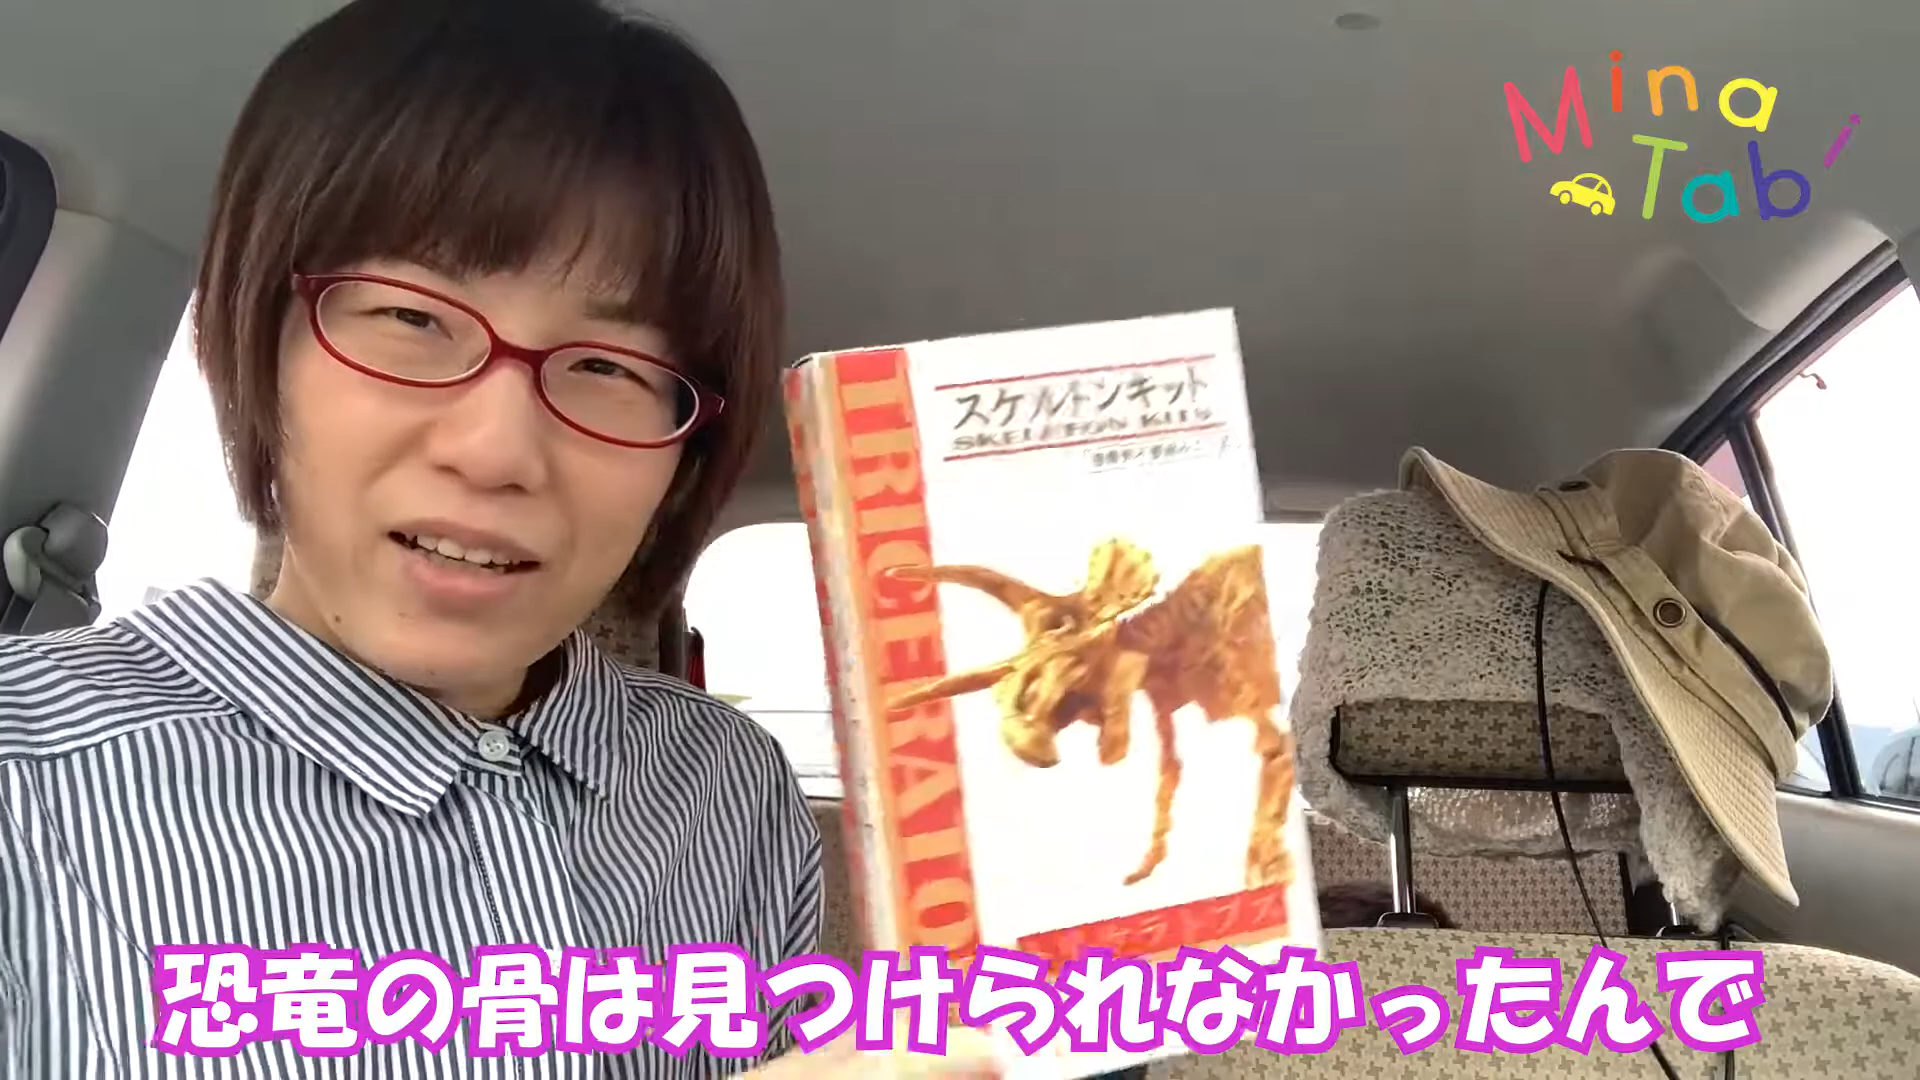 Mina
Tabi
スケルトンキット
SKELETON KITS
TRICERATO
恐竜の骨は見つけられなかったんで